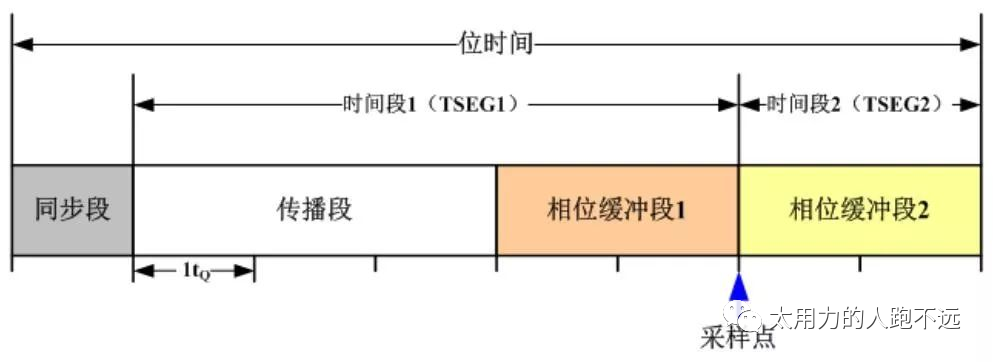 位时间
时间段1（TSEG1）
时间段2（TSEG2）
同步段
传播段
相位缓冲段1
相位缓冲段2
1tQ
采样点
太用力的人跑不远